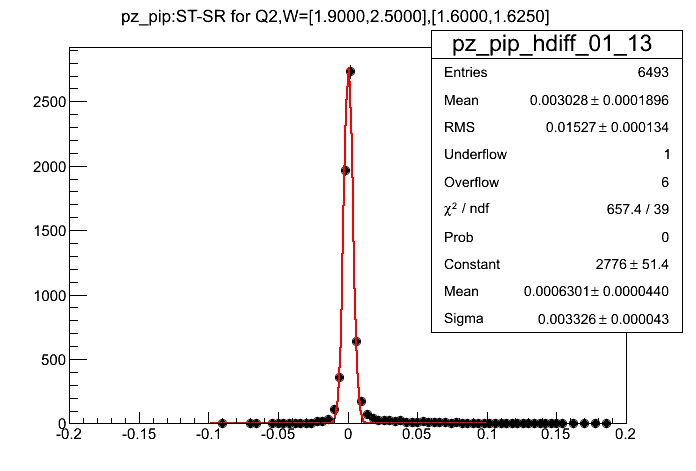 pz_pip:ST-SR for Q2,W=[1.9000,2.5000],[1.6000,1.6250]
pz_pip_hdiff_01_13
Entries 6493
Mean 0.003028 ± 0.0001896
RMS 0.01527 ± 0.000134
Underflow 1
Overflow 6
χ² / ndf 657.4 / 39
Prob 0
Constant 2776 ± 51.4
Mean 0.0006301 ± 0.0000440
Sigma 0.003326 ± 0.000043
2500
2000
1500
1000
500
0
-0.2 -0.15 -0.1 -0.05 0 0.05 0.1 0.15 0.2